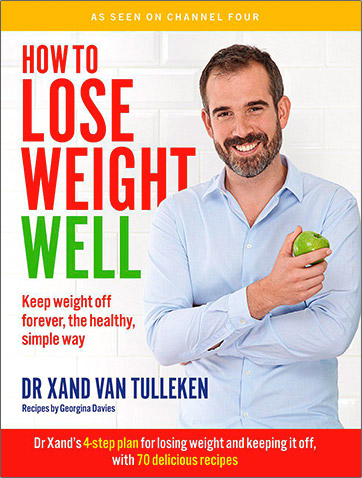 AS SEEN ON CHANNEL FOUR
HOW TO
LOSE
WEIGHT
WELL
Keep weight off
forever, the healthy,
simple way
DR XAND VAN TULLEKEN
Recipes by Georgina Davies
Dr Xand's 4-step plan for losing weight and keeping it off,
with 70 delicious recipes